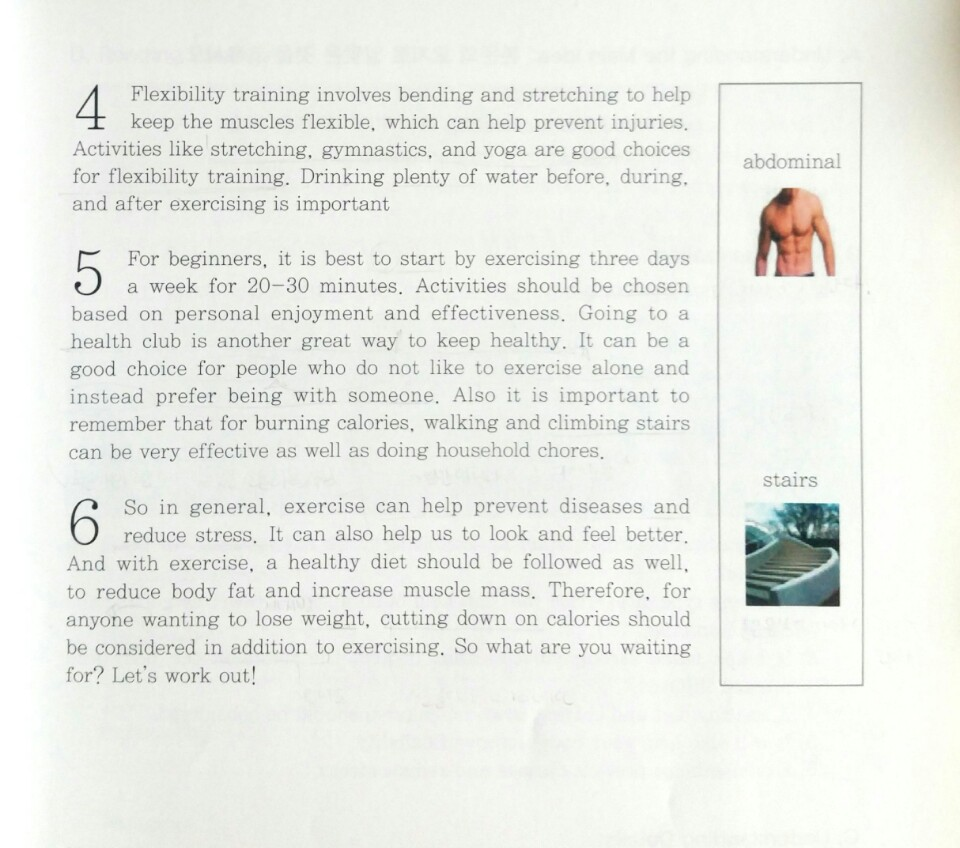 4 Flexibility training involves bending and stretching to help
keep the muscles flexible, which can help prevent injuries.
Activities like stretching, gymnastics, and yoga are good choices
for flexibility training. Drinking plenty of water before, during,
and after exercising is important
5 For beginners, it is best to start by exercising three days
a week for 20-30 minutes. Activities should be chosen
based on personal enjoyment and effectiveness. Going to a
health club is another great way to keep healthy. It can be a
good choice for people who do not like to exercise alone and
instead prefer being with someone. Also it is important to
remember that for burning calories, walking and climbing stairs
can be very effective as well as doing household chores.
6 So in general, exercise can help prevent diseases and
reduce stress. It can also help us to look and feel better.
And with exercise, a healthy diet should be followed as well,
to reduce body fat and increase muscle mass. Therefore, for
anyone wanting to lose weight, cutting down on calories should
be considered in addition to exercising. So what are you waiting
for? Let's work out!
abdominal
stairs